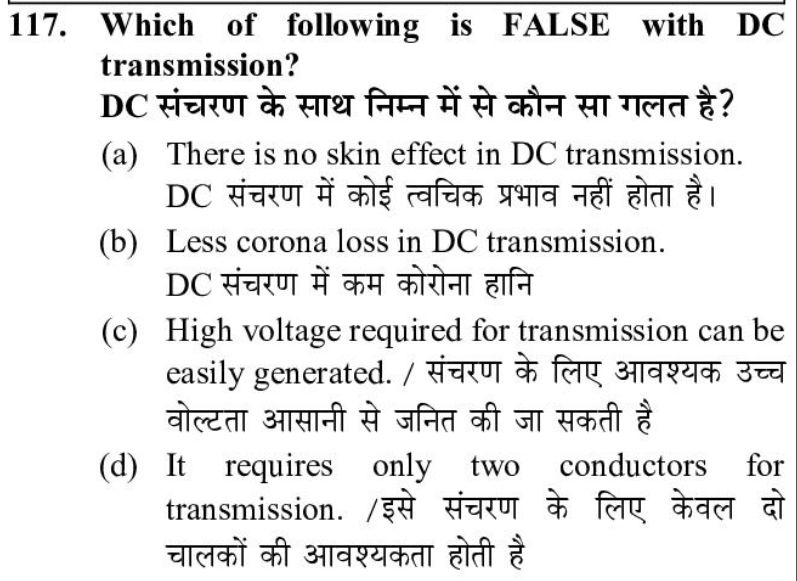 117. Which of following is FALSE with DC
transmission?
DC संचरण के साथ निम्न में से कौन सा गलत है?
(a) There is no skin effect in DC transmission.
DC संचरण में कोई त्वचिक प्रभाव नहीं होता है।
(b) Less corona loss in DC transmission.
DC संचरण में कम कोरोना हानि
(c) High voltage required for transmission can be
easily generated. / संचरण के लिए आवश्यक उच्च
वोल्टता आसानी से जनित की जा सकती है
(d) It requires only two conductors for
transmission. /इसे संचरण के लिए केवल दो
चालकों की आवश्यकता होती है